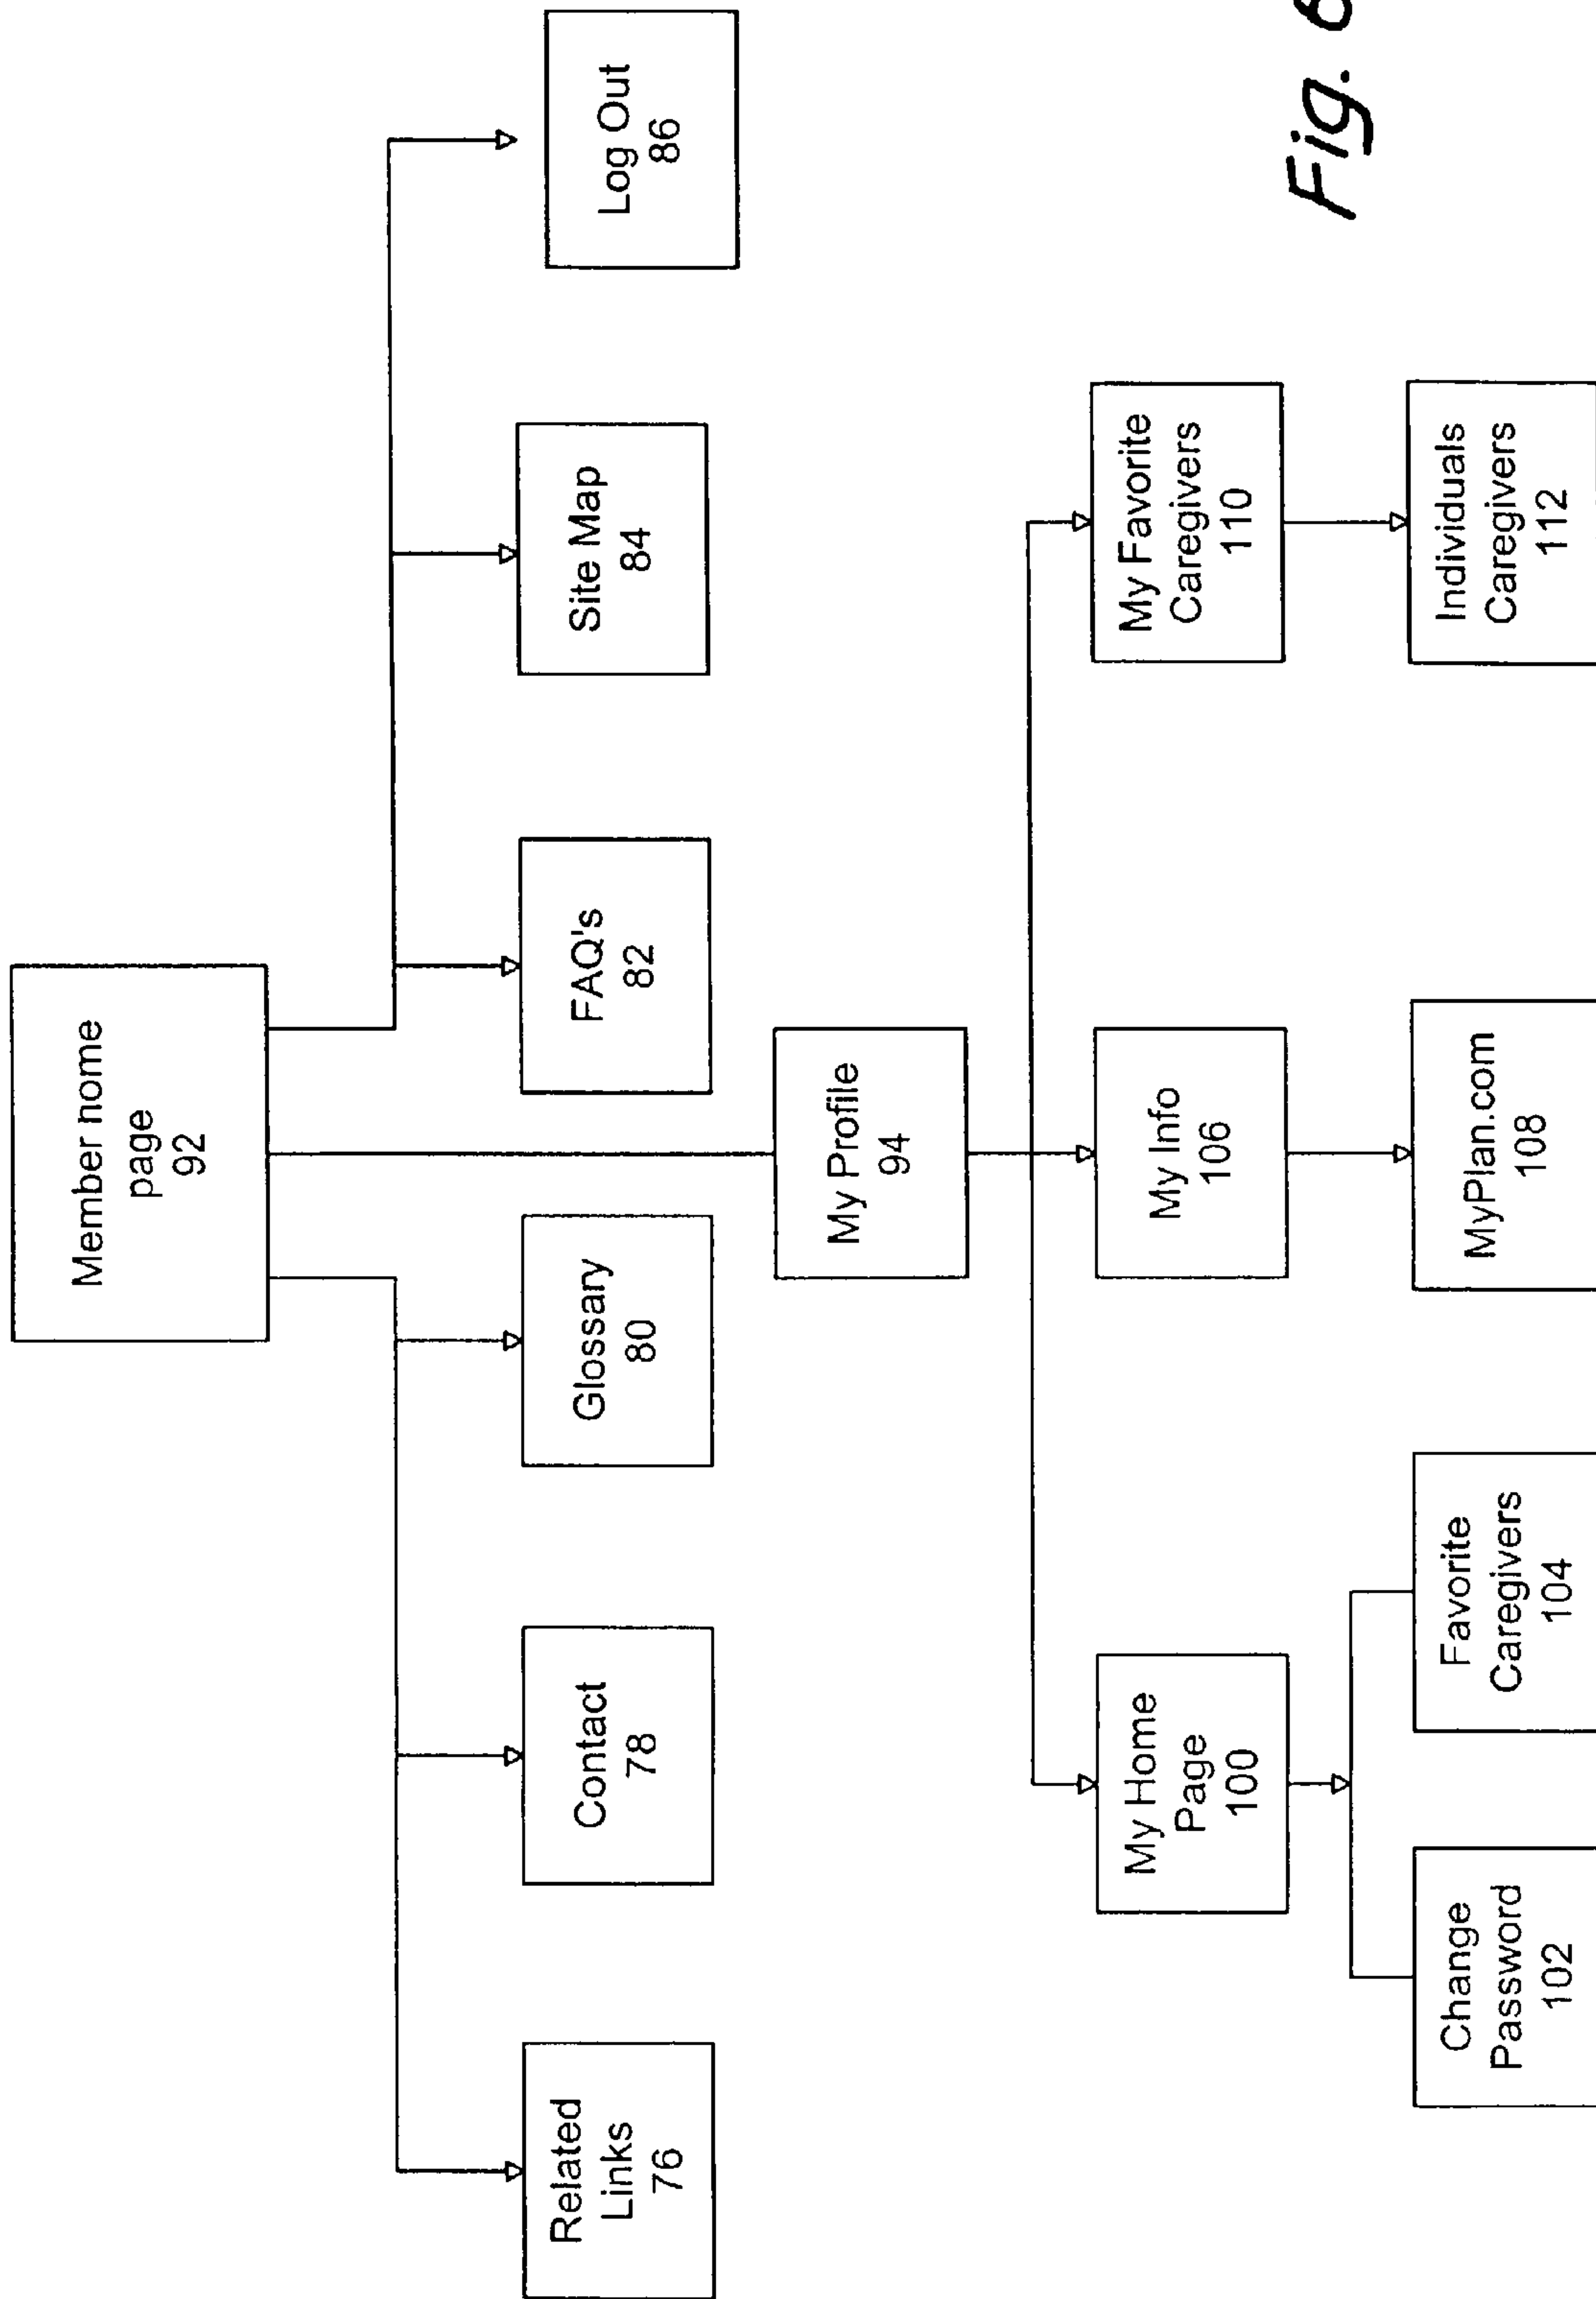 Member nome
page
92
Related
Links
76
Contact
78
Glossary
80
FAQ's
82
Site Map
84
Log Out
86
My Profile
94
My Home
Page
100
My Info
106
My Favorite
Caregivers
110
Change
Password
102
Favorite
Caregivers
104
MyPlan.com
108
Individuals
Caregivers
112
Fig.